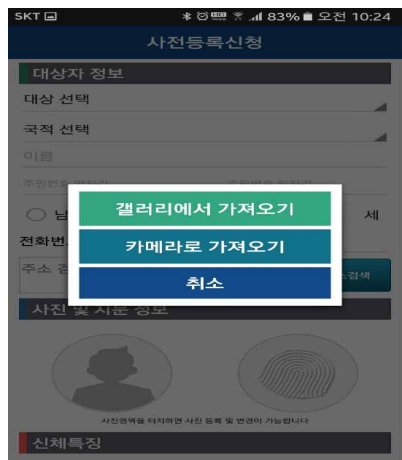 SKT 83% 오전 10:24
사전등록신청
대상자 정보
대상 선택
국적 선택
이름
갤러리에서 가져오기
남 세
카메라로 가져오기
전화번
취소
주소 검 검색
사진 및 지문 정보
사진영역을 터치하면 사진 등록 및 변경이 가능합니다
신체특징